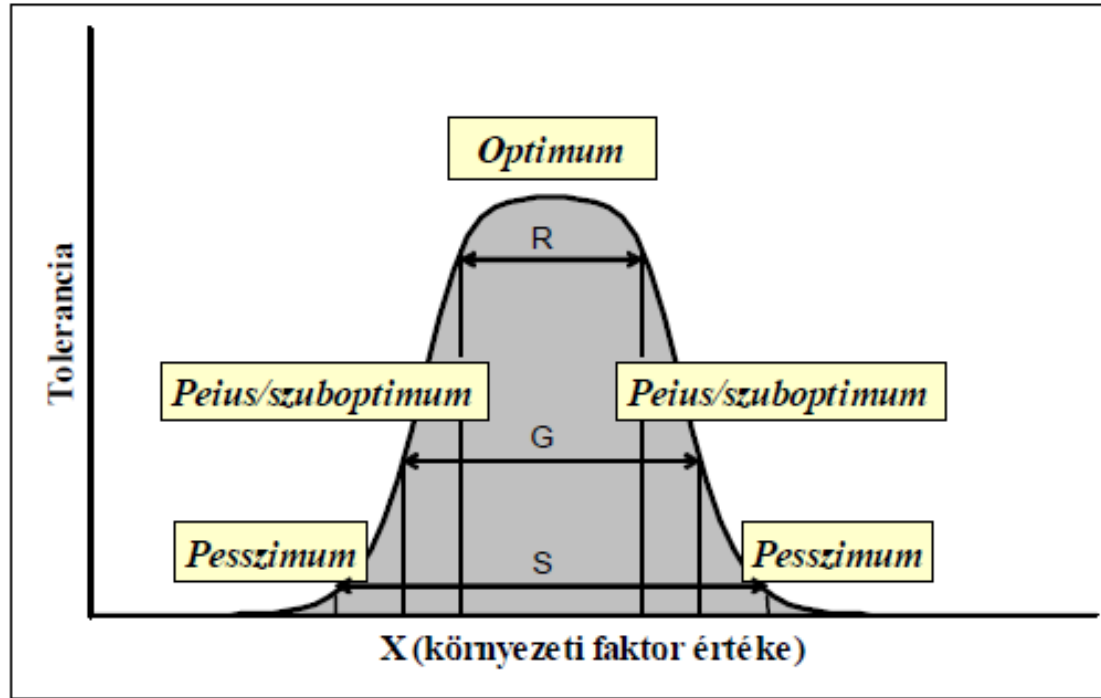 Optimum
R
Tolerancia
Peius/szuboptimum
Peius/szuboptimum
G
Pesszimum
Pesszimum
S
X (környezeti faktor értéke)